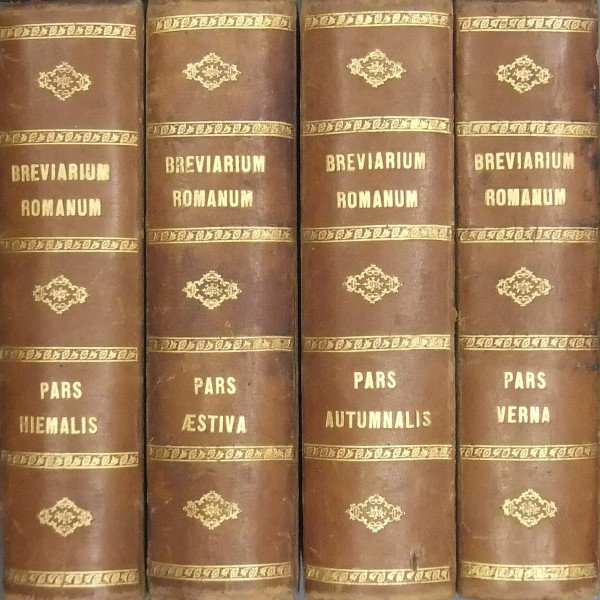 BREVIARIUM
ROMANUM
PARS
HIEMALIS
BREVIARIUM
ROMANUM
PARS
ÆSTIVA
BREVIARIUM
ROMANUM
PARS
AUTUMNALIS
BREVIARIUM
ROMANUM
PARS
VERNA